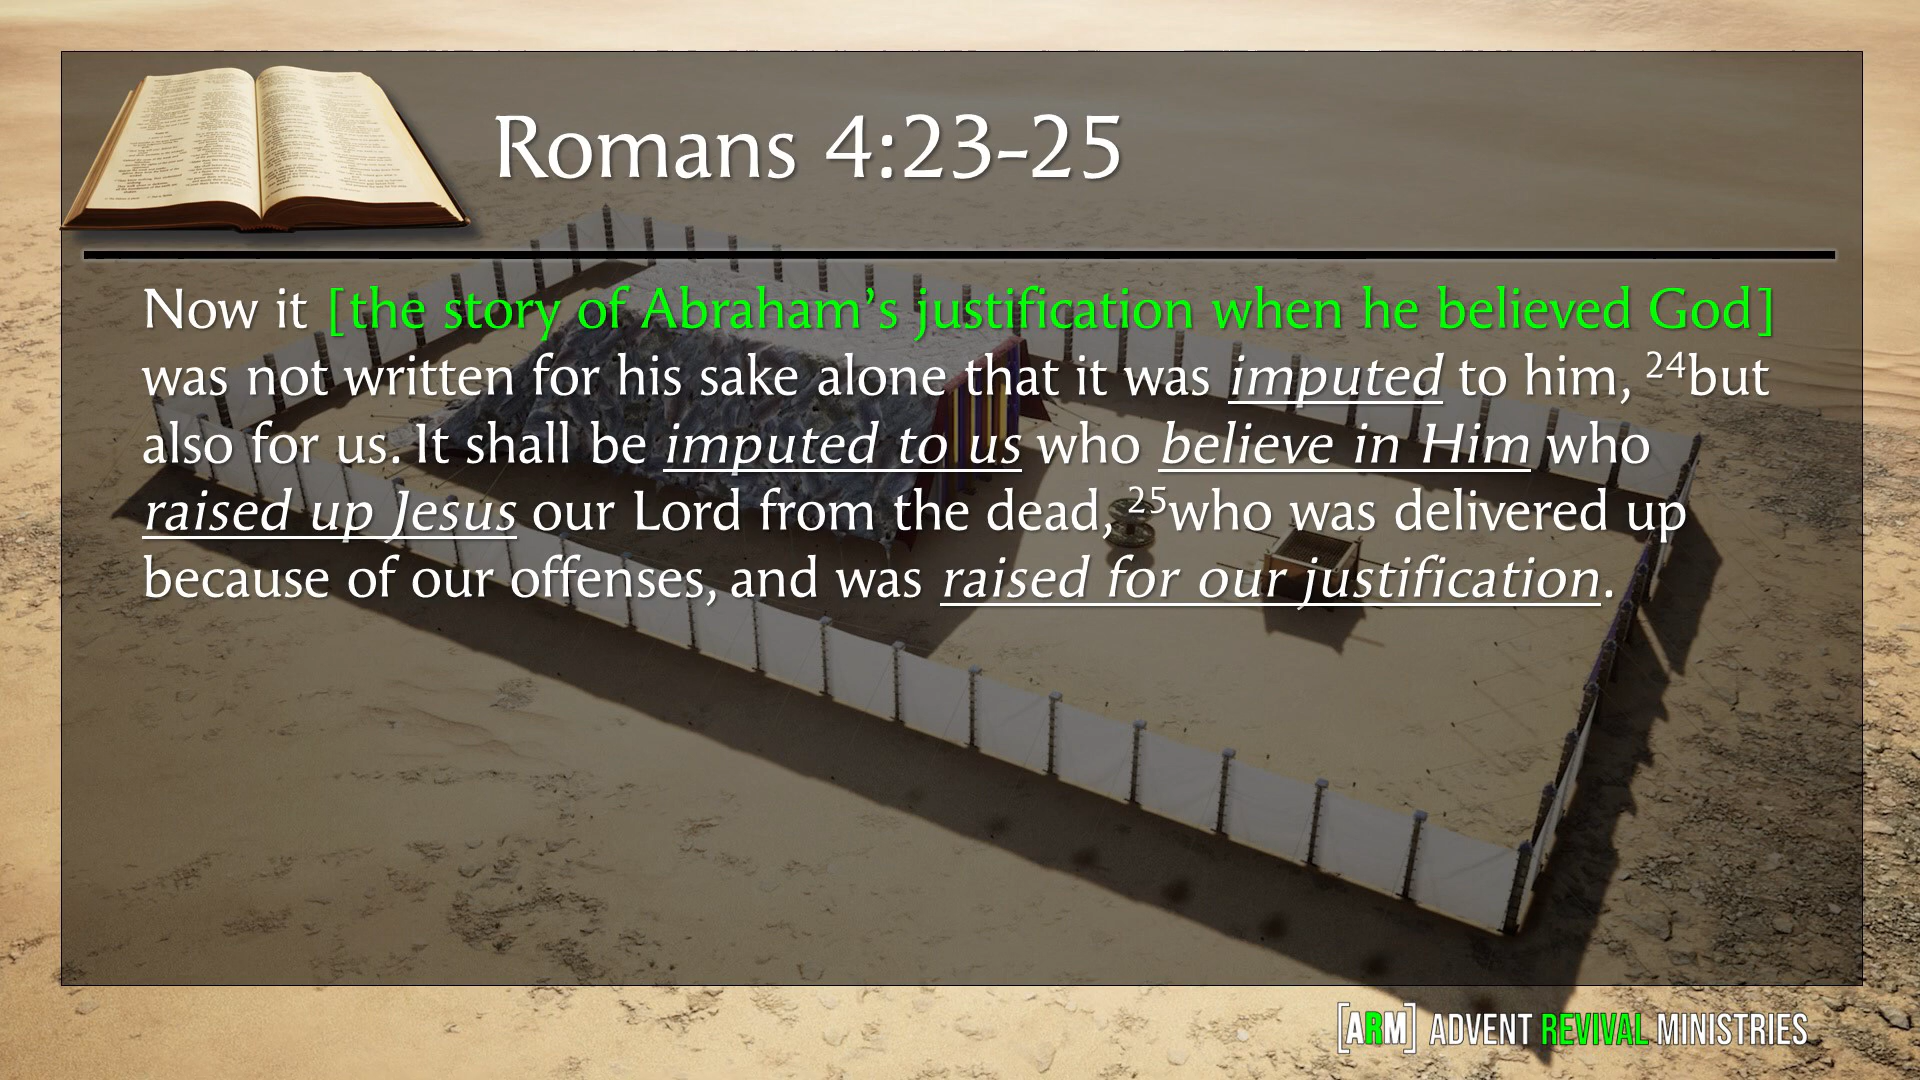 Romans 4:23-25
Now it [the story of Abraham’s justification when he believed God]
was not written for his sake alone that it was imputed to him, ²⁴but
also for us. It shall be imputed to us who believe in Him who
raised up Jesus our Lord from the dead, ²⁵who was delivered up
because of our offenses, and was raised for our justification.
[ARM] ADVENT REVIVAL MINISTRIES